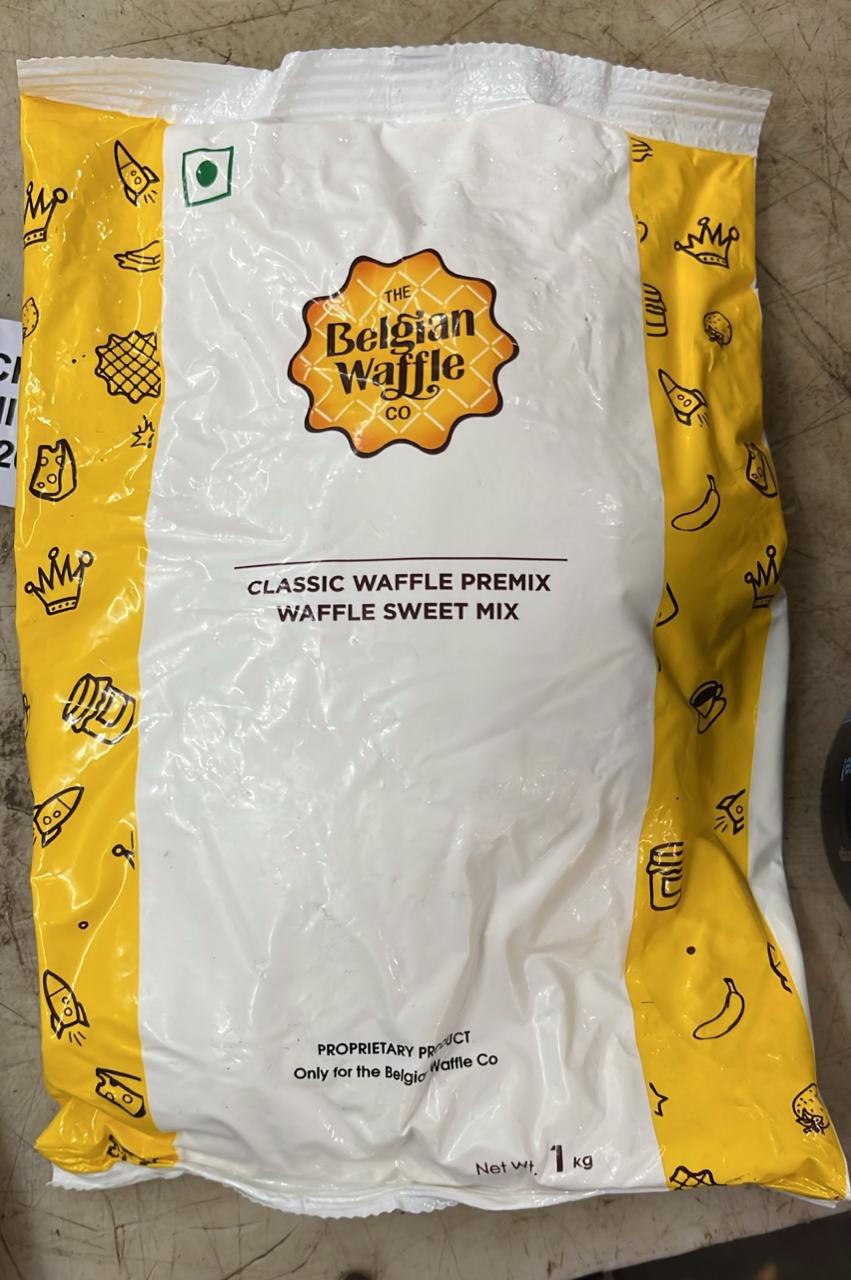 THE
Belgian
Waffle
CO
CLASSIC WAFFLE PREMIX
WAFFLE SWEET MIX
PROPRIETARY PRODUCT
Only for the Belgian Waffle Co
Net wt. 1 kg